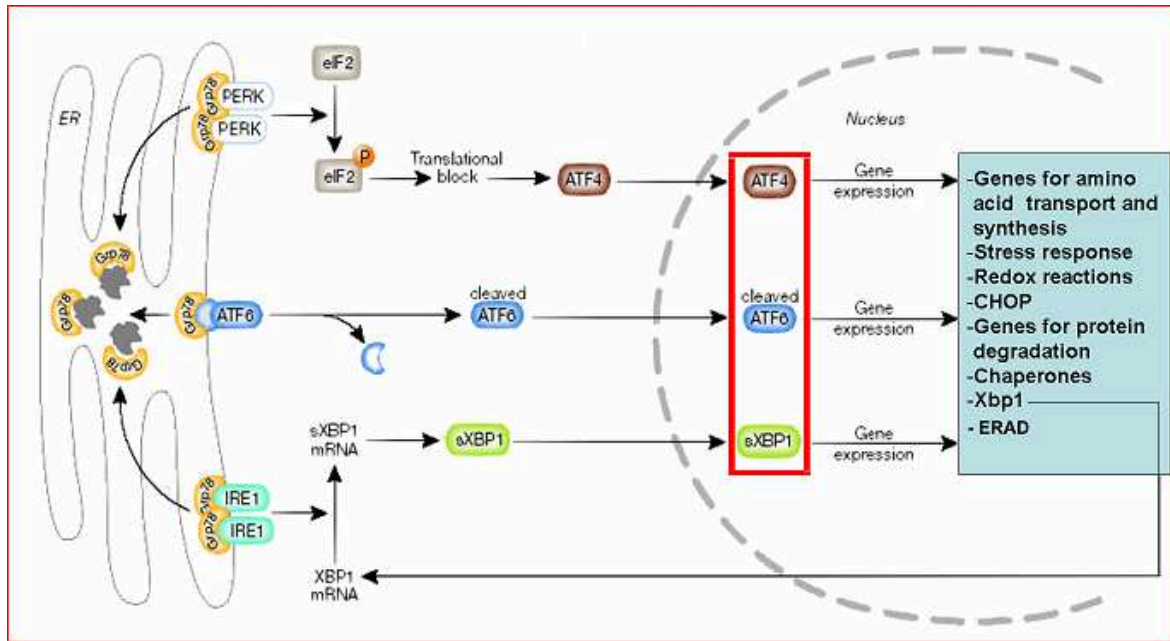 eIF2
Grp78
PERK
Grp78
PERK
ER
Nucleus
P
eIF2
Translational
block
ATF4
ATF4
Gene
expression
-Genes for amino
acid transport and
synthesis
-Stress response
-Redox reactions
-CHOP
-Genes for protein
degradation
-Chaperones
-Xbp1
- ERAD
Grp78
Grp78
Grp78
Grp78
ATF6
cleaved
ATF6
cleaved
ATF6
Gene
expression
sXBP1
mRNA
sXBP1
sXBP1
Gene
expression
Grp78
IRE1
Grp78
IRE1
XBP1
mRNA